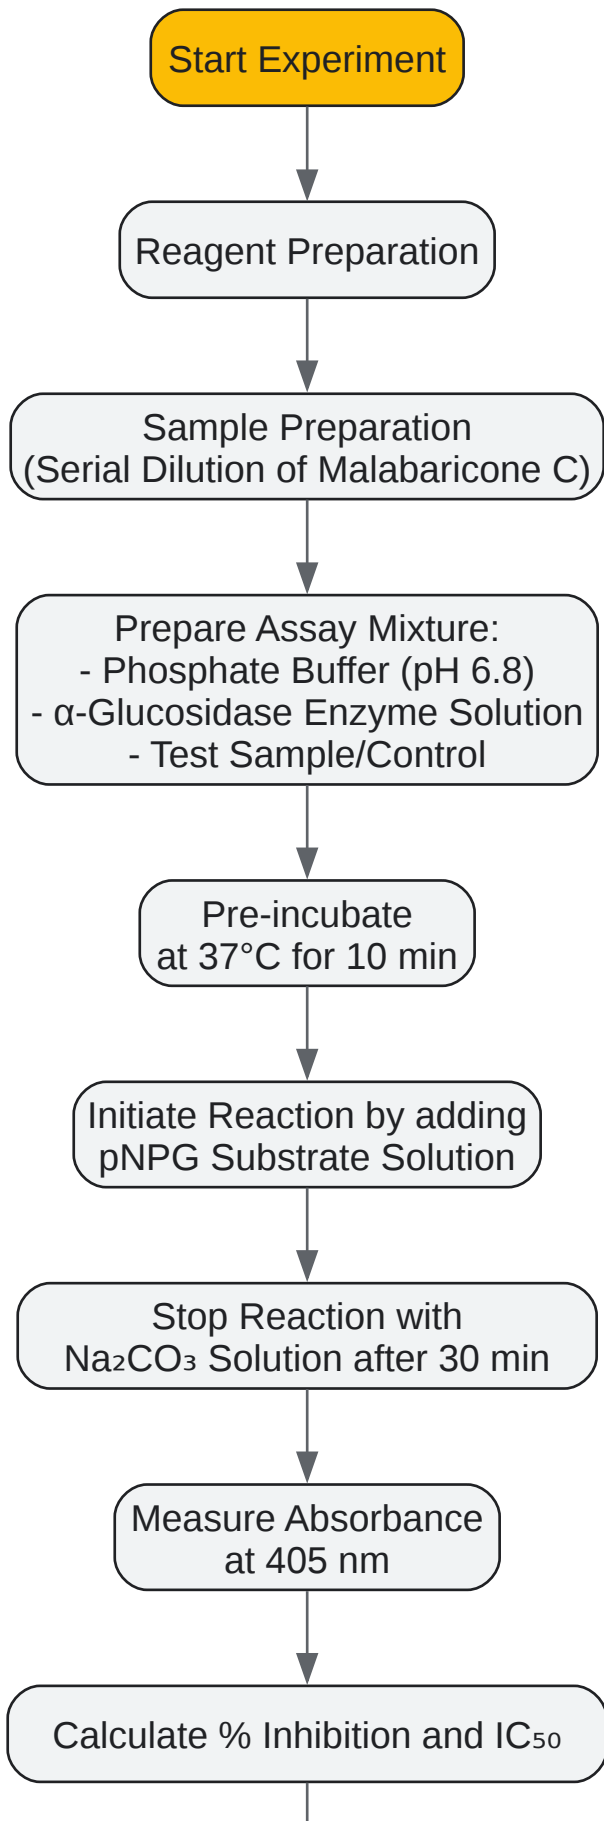 Start Experiment
Reagent Preparation
Sample Preparation
(Serial Dilution of Malabaricone C)
Prepare Assay Mixture:
- Phosphate Buffer (pH 6.8)
- α-Glucosidase Enzyme Solution
- Test Sample/Control
Pre-incubate
at 37°C for 10 min
Initiate Reaction by adding
pNPG Substrate Solution
Stop Reaction with
Na₂CO₃ Solution after 30 min
Measure Absorbance
at 405 nm
Calculate % Inhibition and IC₅₀